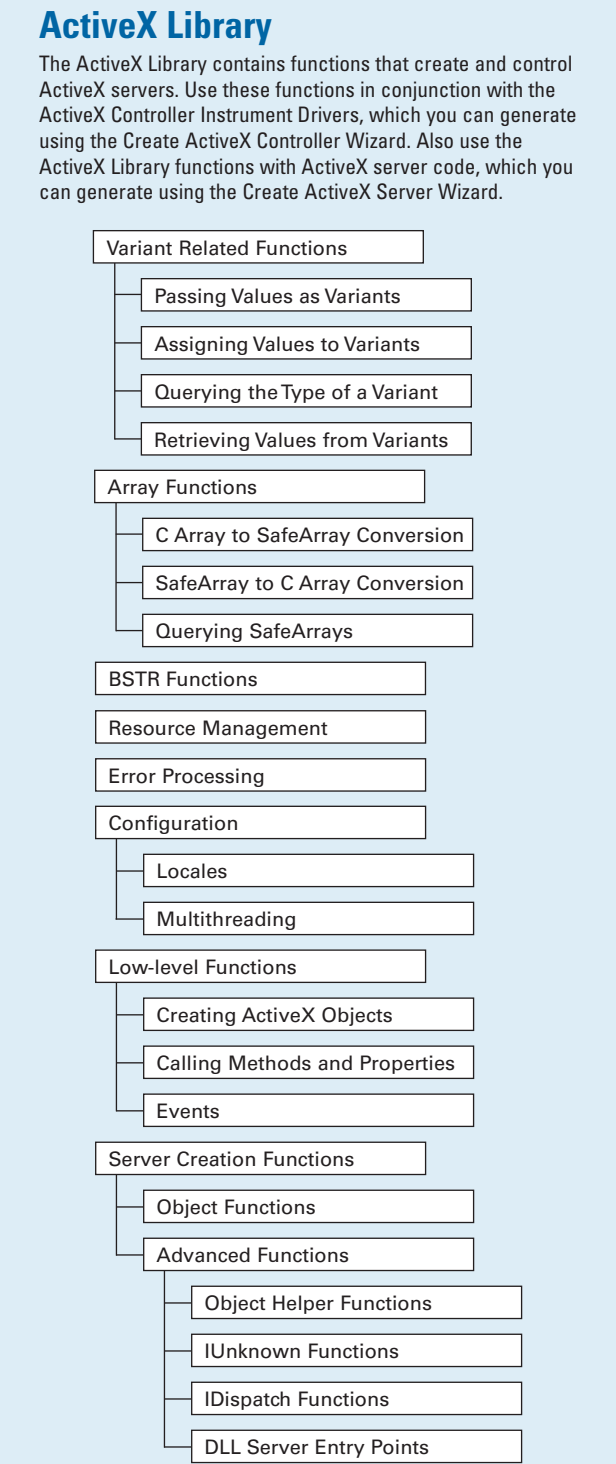 ActiveX Library
The ActiveX Library contains functions that create and control
ActiveX servers. Use these functions in conjunction with the
ActiveX Controller Instrument Drivers, which you can generate
using the Create ActiveX Controller Wizard. Also use the
ActiveX Library functions with ActiveX server code, which you
can generate using the Create ActiveX Server Wizard.
Variant Related Functions
Passing Values as Variants
Assigning Values to Variants
Querying the Type of a Variant
Retrieving Values from Variants
Array Functions
C Array to SafeArray Conversion
SafeArray to C Array Conversion
Querying SafeArrays
BSTR Functions
Resource Management
Error Processing
Configuration
Locales
Multithreading
Low-level Functions
Creating ActiveX Objects
Calling Methods and Properties
Events
Server Creation Functions
Object Functions
Advanced Functions
Object Helper Functions
IUnknown Functions
IDispatch Functions
DLL Server Entry Points